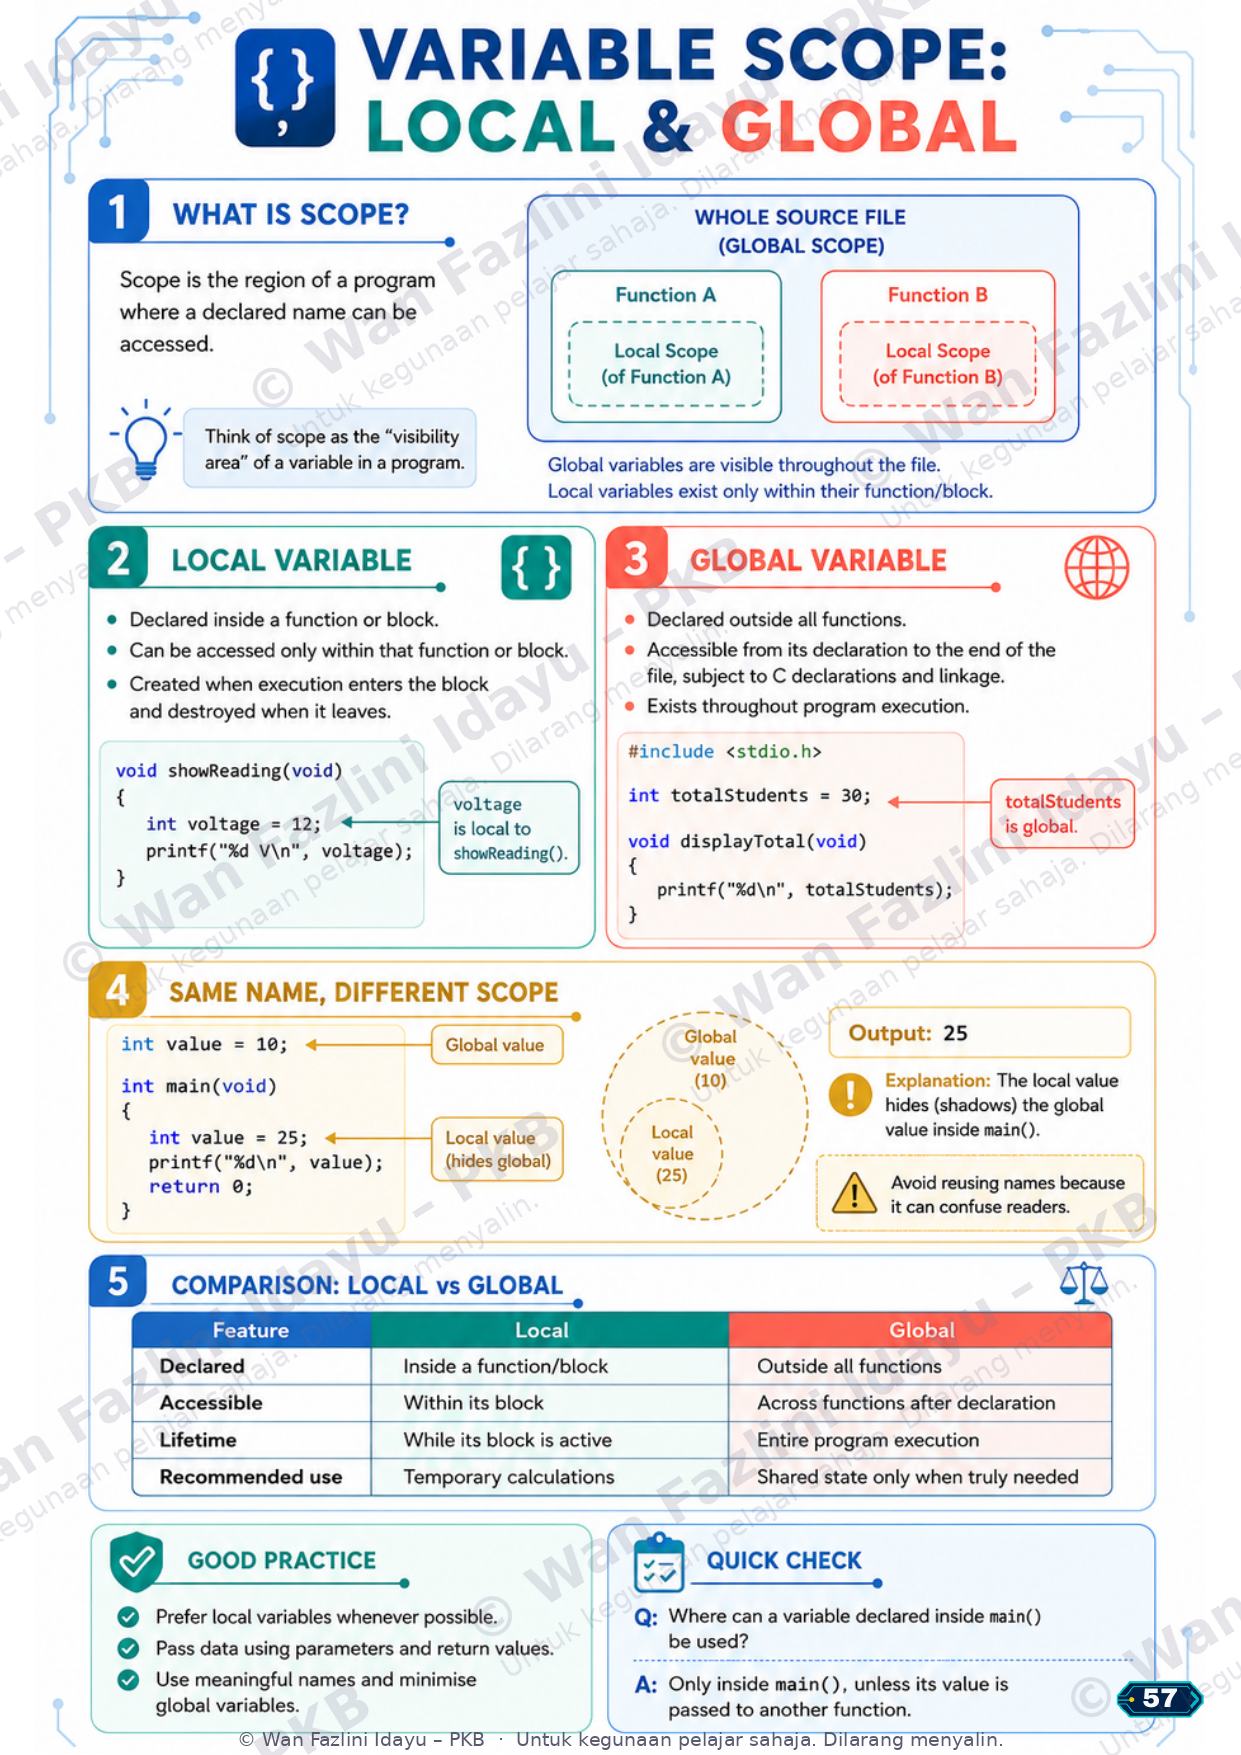 { }
;
VARIABLE SCOPE:
LOCAL & GLOBAL
1
WHAT IS SCOPE?
Scope is the region of a program
where a declared name can be
accessed.
Think of scope as the “visibility
area” of a variable in a program.
WHOLE SOURCE FILE
(GLOBAL SCOPE)
Function A
Local Scope
(of Function A)
Function B
Local Scope
(of Function B)
Global variables are visible throughout the file.
Local variables exist only within their function/block.
2
LOCAL VARIABLE
{ }
• Declared inside a function or block.
• Can be accessed only within that function or block.
• Created when execution enters the block
and destroyed when it leaves.
void showReading(void)
{
int voltage = 12;
printf("%d V\n", voltage);
}
voltage
is local to
showReading().
3
GLOBAL VARIABLE
• Declared outside all functions.
• Accessible from its declaration to the end of the
file, subject to C declarations and linkage.
• Exists throughout program execution.
#include <stdio.h>
int totalStudents = 30;
void displayTotal(void)
{
printf("%d\n", totalStudents);
}
totalStudents
is global.
4
SAME NAME, DIFFERENT SCOPE
int value = 10;
int main(void)
{
int value = 25;
printf("%d\n", value);
return 0;
}
Global value
Local value
(hides global)
Global
value
(10)
Local
value
(25)
Output: 25
Explanation: The local value
hides (shadows) the global
value inside main().
Avoid reusing names because
it can confuse readers.
5
COMPARISON: LOCAL vs GLOBAL
Feature Local Global
Declared Inside a function/block Outside all functions
Accessible Within its block Across functions after declaration
Lifetime While its block is active Entire program execution
Recommended use Temporary calculations Shared state only when truly needed
GOOD PRACTICE
Prefer local variables whenever possible.
Pass data using parameters and return values.
Use meaningful names and minimise
global variables.
QUICK CHECK
Q: Where can a variable declared inside main()
be used?
A: Only inside main(), unless its value is
passed to another function.
57
© Wan Fazlini Idayu – PKB · Untuk kegunaan pelajar sahaja. Dilarang menyalin.
© Wan Fazlini Idayu – PKB
Untuk kegunaan pelajar sahaja. Dilarang menyalin.